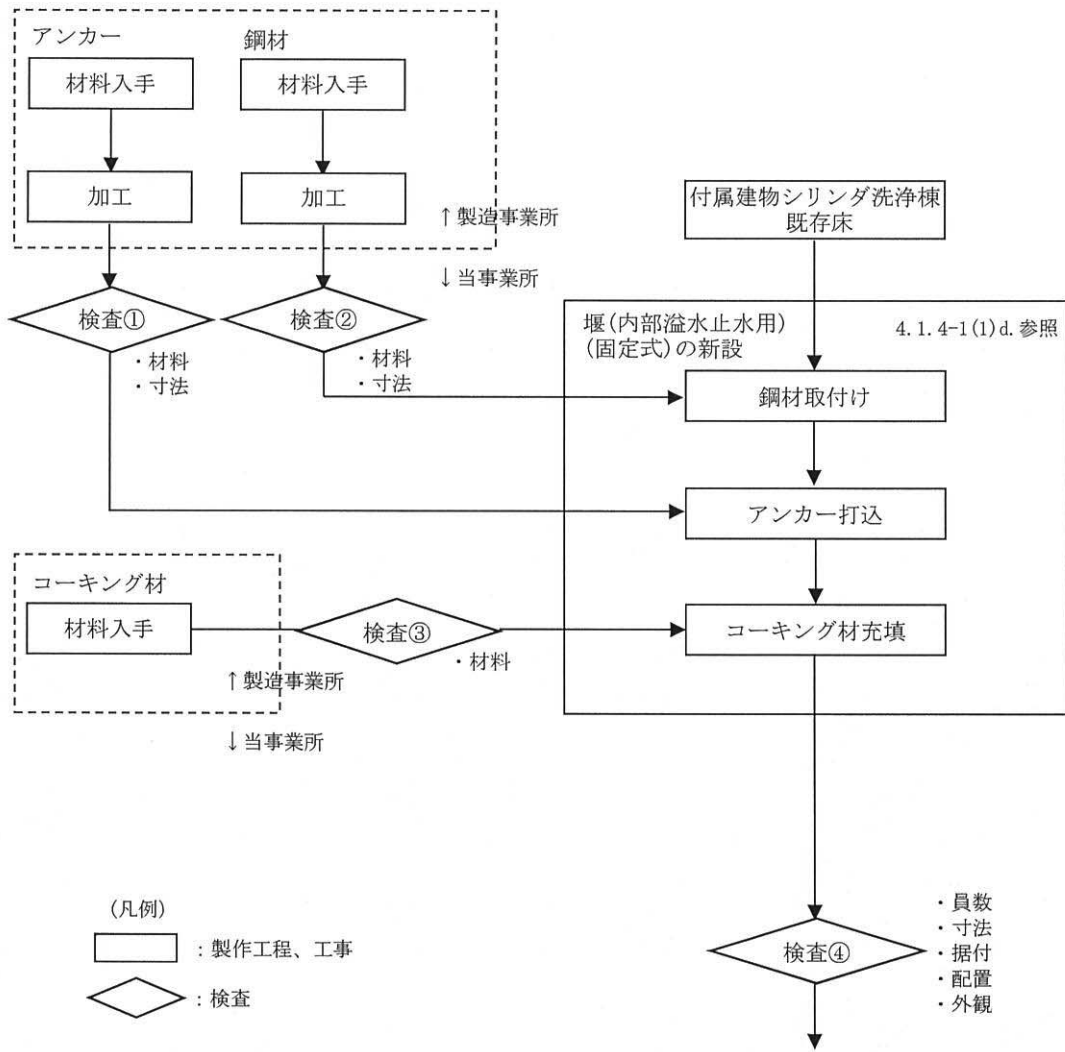 アンカー
鋼材
材料入手
材料入手
加工
加工
↑製造事業所
↓当事業所
付属建物シリンダ洗浄棟
既存床
検査①
・材料
・寸法
検査②
・材料
・寸法
堰(内部溢水止水用)
(固定式)の新設
4.1.4-1(1)d.参照
鋼材取付け
アンカー打込
コーキング材
材料入手
検査③
・材料
コーキング材充填
↑製造事業所
↓当事業所
検査④
・員数
・寸法
・据付
・配置
・外観
(凡例)
:製作工程、工事
:検査